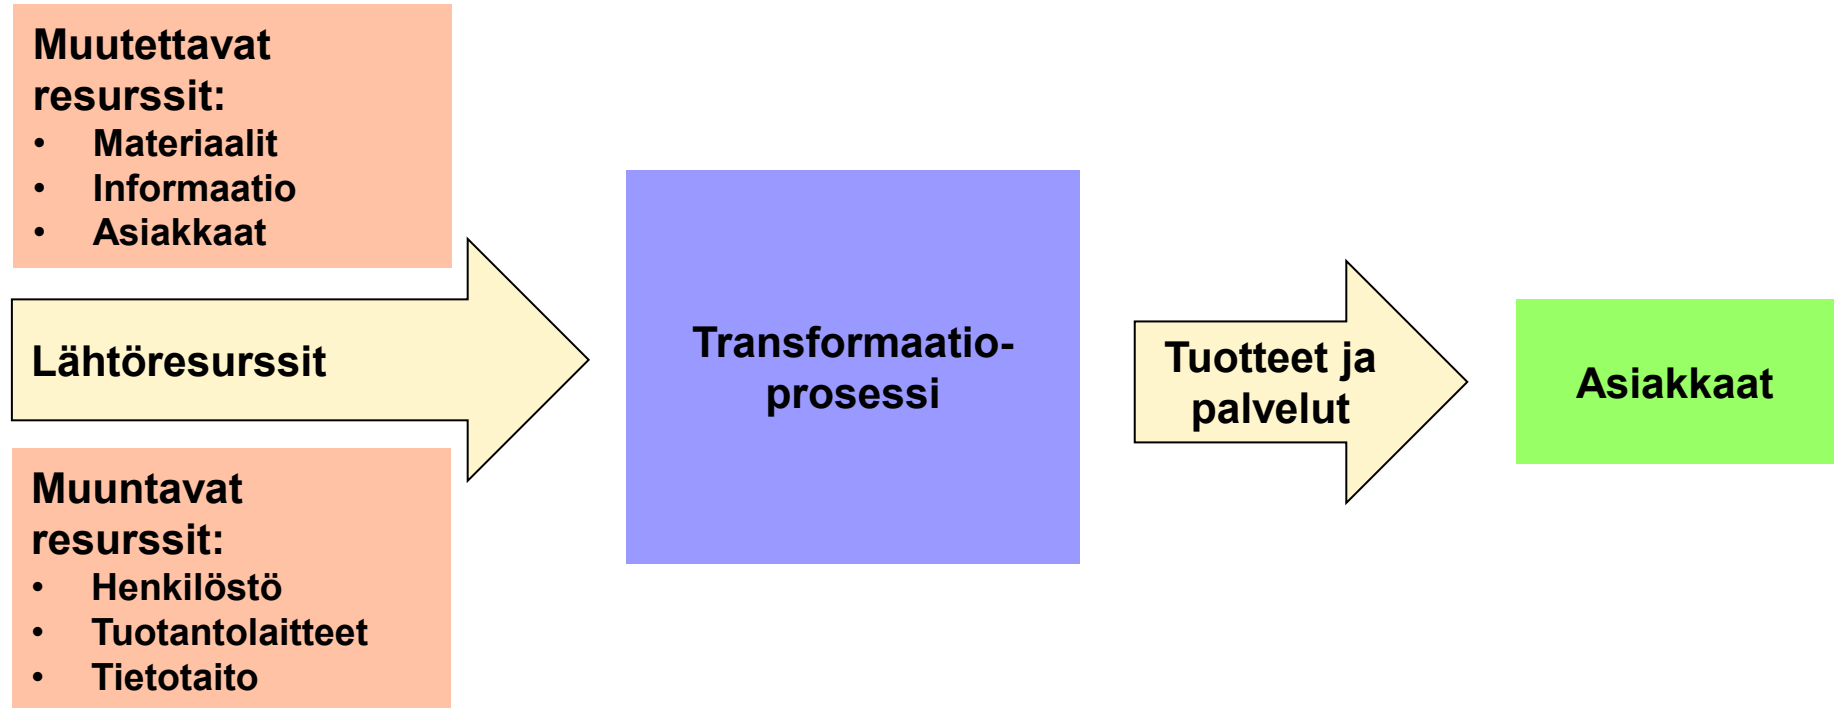 Muutettavat
resurssit:
• Materiaalit
• Informaatio
• Asiakkaat
Lähtöresurssit
Muuntavat
resurssit:
• Henkilöstö
• Tuotantolaitteet
• Tietotaito
Transformaatio-
prosessi
Tuotteet ja
palvelut
Asiakkaat